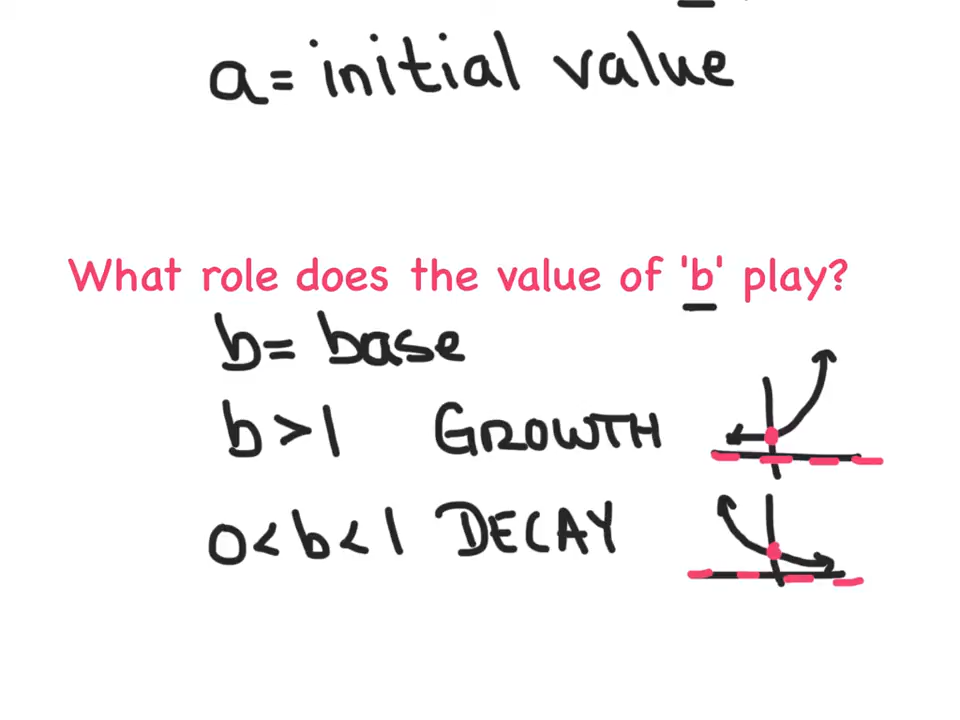 a = initial value
What role does the value of 'b' play?
b = base
b > 1 GROWTH
0 < b < 1 DECAY